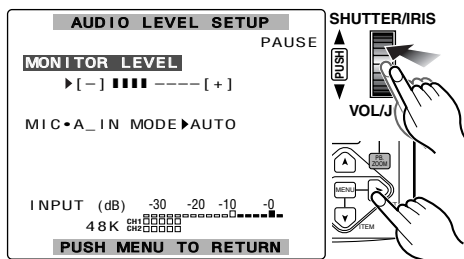 AUDIO LEVEL SETUP
PAUSE
MONITOR LEVEL
[–] ---- [+]
MIC•A_IN MODE▶AUTO
INPUT (dB) -30 -20 -10 -0
48K CH1
CH2
PUSH MENU TO RETURN
SHUTTER/IRIS
PUSH
VOL/J
PB.
ZOOM
MENU
ITEM